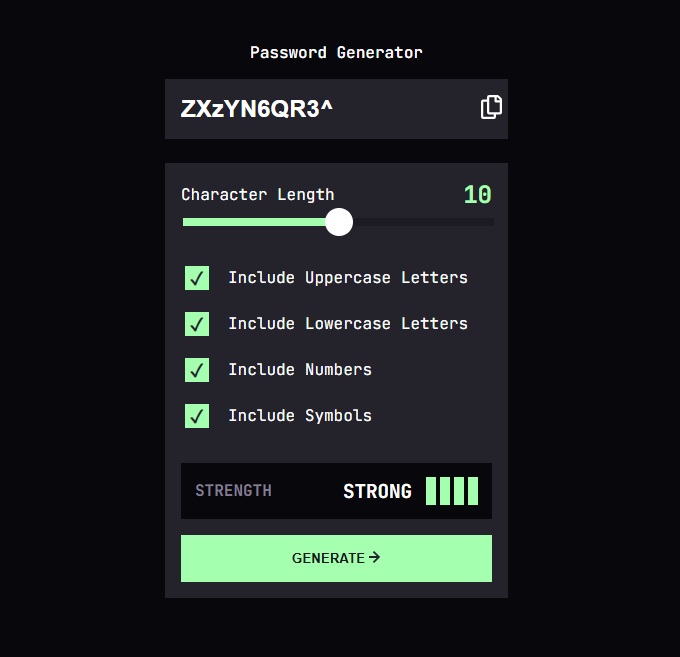 Password Generator
ZXzYN6QR3^
Character Length 10
Include Uppercase Letters
Include Lowercase Letters
Include Numbers
Include Symbols
STRENGTH STRONG
GENERATE →